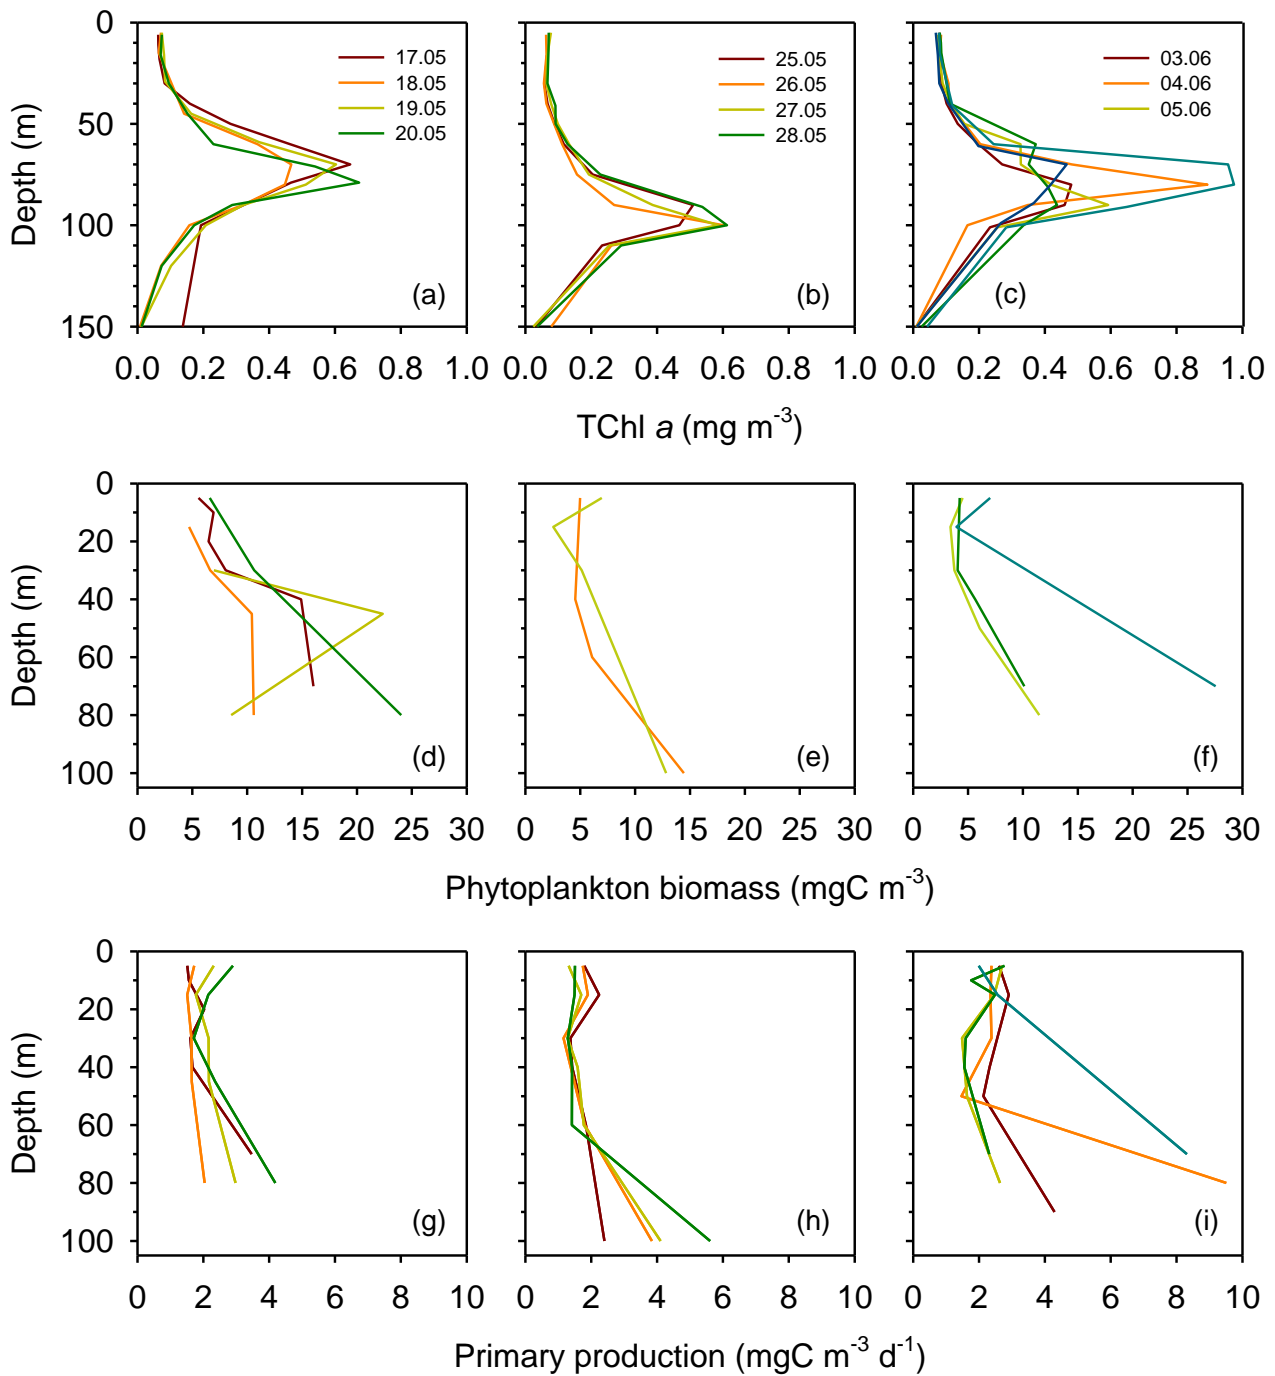 0
50
100
150
Depth (m)
17.05
18.05
19.05
20.05
(a)
0.0 0.2 0.4 0.6 0.8 1.0
25.05
26.05
27.05
28.05
(b)
0.0 0.2 0.4 0.6 0.8 1.0
03.06
04.06
05.06
(c)
0.0 0.2 0.4 0.6 0.8 1.0
TChl a (mg m-3)
0
20
40
60
80
100
Depth (m)
(d)
0 5 10 15 20 25 30
(e)
0 5 10 15 20 25 30
(f)
0 5 10 15 20 25 30
Phytoplankton biomass (mgC m-3)
0
20
40
60
80
100
Depth (m)
(g)
0 2 4 6 8 10
(h)
0 2 4 6 8 10
(i)
0 2 4 6 8 10
Primary production (mgC m-3 d-1)